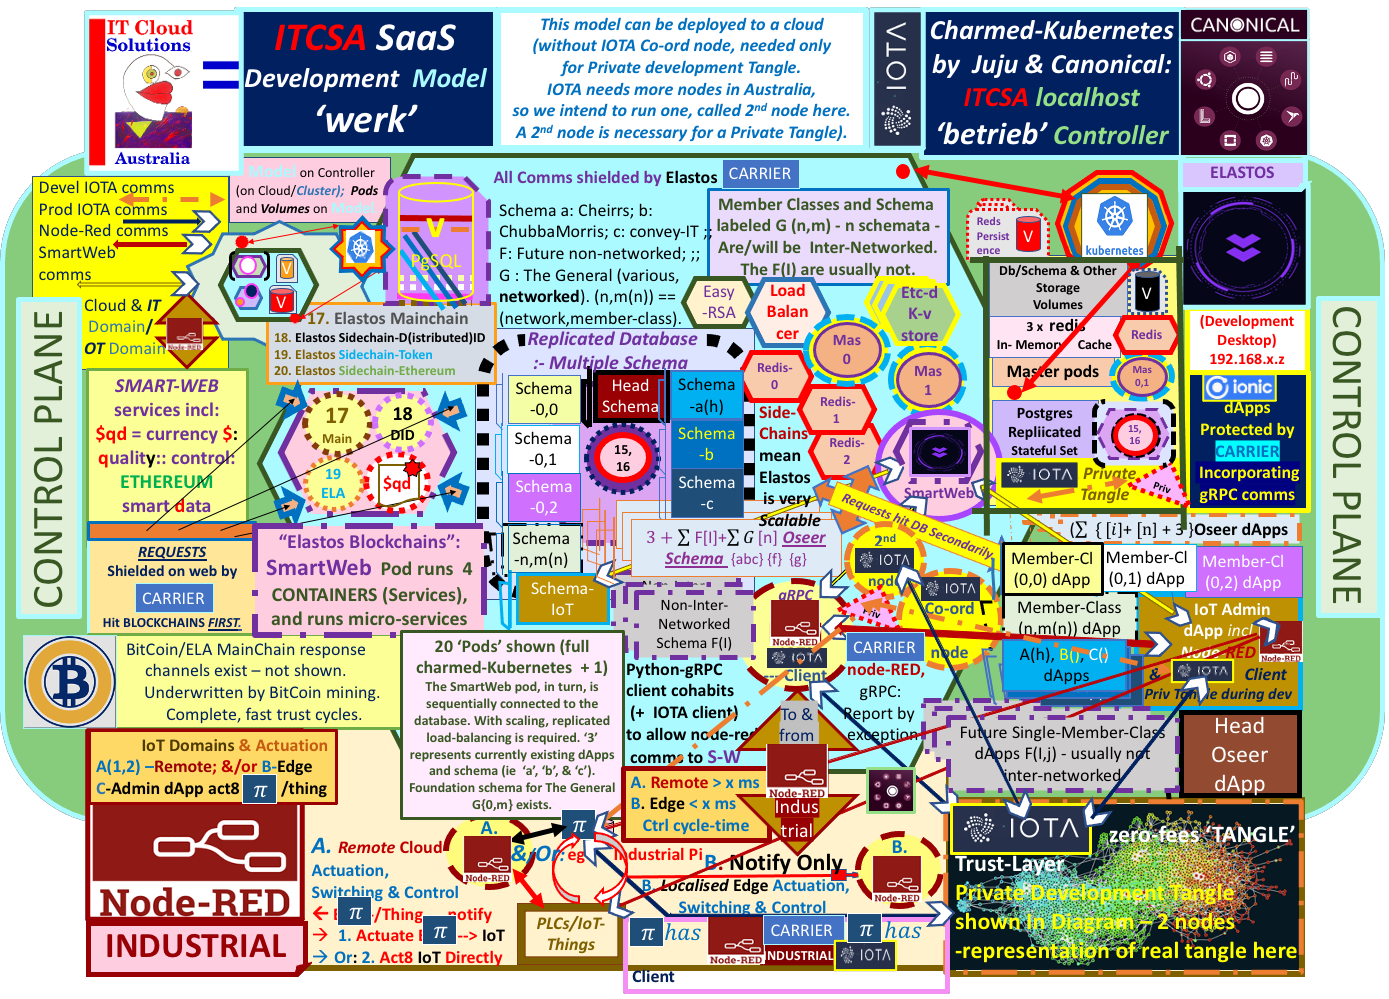 IT Cloud
Solutions
Australia
ITCSA SaaS
Development Model
‘werk’
This model can be deployed to a cloud
(without IOTA Co-ord node, needed only
for Private development Tangle.
IOTA needs more nodes in Australia,
so we intend to run one, called 2nd node here.
A 2nd node is necessary for a Private Tangle).
IOTA
Charmed-Kubernetes
by Juju & Canonical:
ITCSA localhost
‘betrieb’ Controller
CANONICAL
CONTROL PLANE
Devel IOTA comms
Prod IOTA comms
Node-Red comms
SmartWeb
comms
Cloud & IT
Domain/
OT Domain
NODE-RED
Model on Controller
(on Cloud/Cluster); Pods
and Volumes on Model
V
V
PgSQL
V
All Comms shielded by Elastos
CARRIER
Schema a: Cheirrs; b:
ChubbaMorris; c: convey-IT ;;
F: Future non-networked; ;;
G : The General (various,
networked). (n,m(n)) ==
(network,member-class).
Member Classes and Schema
labeled G (n,m) - n schemata -
Are/will be Inter-Networked.
The F(I) are usually not.
Easy
-RSA
Load
Balan
cer
Etc-d
K-v
store
Mas
0
Mas
1
Redis-
0
Redis-
1
Redis-
2
Reds
Persist
ence
V
kubernetes
ELASTOS
17. Elastos Mainchain
18. Elastos Sidechain-D(istributed)ID
19. Elastos Sidechain-Token
20. Elastos Sidechain-Ethereum
17
Main
18
DID
19
ELA
$qd
Replicated Database
:- Multiple Schema
Schema
-0,0
Schema
-0,1
Schema
-0,2
Schema
-n,m(n)
Schema-
IoT
Head
Schema
15,
16
Schema
-a(h)
Schema
-b
Schema
-c
Side-
Chains
mean
Elastos
is very
Scalable
SmartWeb
Requests hit DB Secondarily
Db/Schema & Other
Storage
Volumes
V
3 x redis
In- Memory Cache
Redis
Master pods
Mas
0,1
Postgres
Repliicated
Stateful Set
15,
16
IOTA
Private
Tangle
Priv
(Development
Desktop)
192.168.x.z
ionic
dApps
Protected by
CARRIER
Incorporating
gRPC comms
CONTROL PLANE
SMART-WEB
services incl:
$qd = currency $:
quality:: control:
ETHEREUM
smart data
REQUESTS
Shielded on web by
CARRIER
Hit BLOCKCHAINS FIRST.
“Elastos Blockchains”:
SmartWeb Pod runs 4
CONTAINERS (Services),
and runs micro-services
3 + ∑ F[I]+∑ G [n] Oseer
Schema {abc} {f} {g}
Non-Inter-
Networked
Schema F(I)
gRPC
Node-RED
IOTA
Client
2nd
IOTA
node
Priv
IOTA
Co-ord
node
(∑ { [i]+ [n] + 3 }Oseer dApps
Member-Cl
(0,0) dApp
Member-Cl
(0,1) dApp
Member-Cl
(0,2) dApp
Member-Class
(n,m(n)) dApp
A(h), B(), C()
dApps
IoT Admin
dApp incl
Node-RED
Node-RED
IOTA
& Client
Priv Tangle during dev
BitCoin/ELA MainChain response
channels exist – not shown.
Underwritten by BitCoin mining.
Complete, fast trust cycles.
20 ‘Pods’ shown (full
charmed-Kubernetes + 1)
The SmartWeb pod, in turn, is
sequentially connected to the
database. With scaling, replicated
load-balancing is required. ‘3’
represents currently existing dApps
and schema (ie ‘a’, ‘b’, & ‘c’).
Foundation schema for The General
G{0,m} exists.
Python-gRPC
client cohabits
(+ IOTA client)
to allow node-red
comms to S-W
CARRIER
node-RED,
gRPC:
Report by
exception
To &
from
Node-RED
Indus
trial
Future Single-Member-Class
dApps F(I,j) - usually not
inter-networked
Head
Oseer
dApp
IoT Domains & Actuation
A(1,2) –Remote; &/or B-Edge
C-Admin dApp act8 π /thing
Node-RED
INDUSTRIAL
A. Remote > x ms
B. Edge < x ms
Ctrl cycle-time
A. Remote Cloud
Actuation,
Switching & Control
π /Thing notify
1. Actuate π --> IoT
Or: 2. Act8 IoT Directly
A.
Node-RED
&/Or:
π
eg
Industrial Pi
B. Notify Only
B. Localised Edge Actuation,
Switching & Control
B.
Node-RED
PLCs/IoT-
Things
π has
Node-RED
INDUSTRIAL
CARRIER
π has
IOTA
Client
IOTA
zero-fees ‘TANGLE’
Trust-Layer
Private Development Tangle
shown in Diagram – 2 nodes
-representation of real tangle here